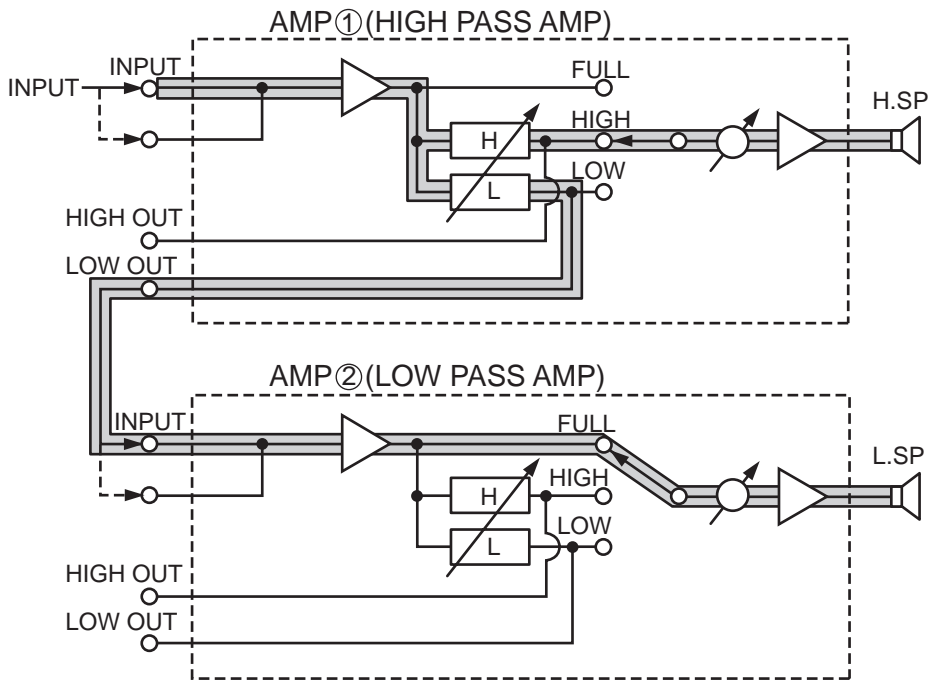 AMP①(HIGH PASS AMP)
INPUT
INPUT
FULL
H.SP
HIGH
H
LOW
L
HIGH OUT
LOW OUT
AMP②(LOW PASS AMP)
INPUT
FULL
L.SP
HIGH
H
LOW
L
HIGH OUT
LOW OUT